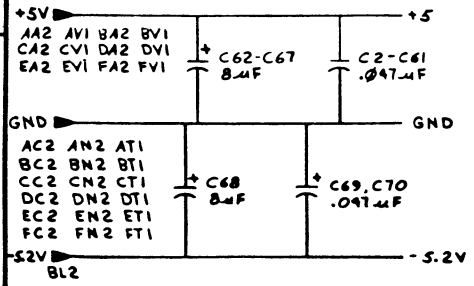 +5V +5
AA2 AV1 BA2 BV1
CA2 CV1 DA2 DV1
EA2 EV1 FA2 FV1
+ C62-C67
8µF
C2-C61
.047µF
GND GND
AC2 AN2 AT1
BC2 BN2 BT1
CC2 CN2 CT1
DC2 DN2 DT1
EC2 EN2 ET1
FC2 FN2 FT1
+ C68
8µF
+ C69,C70
.047µF
-5.2V -5.2V
BL2